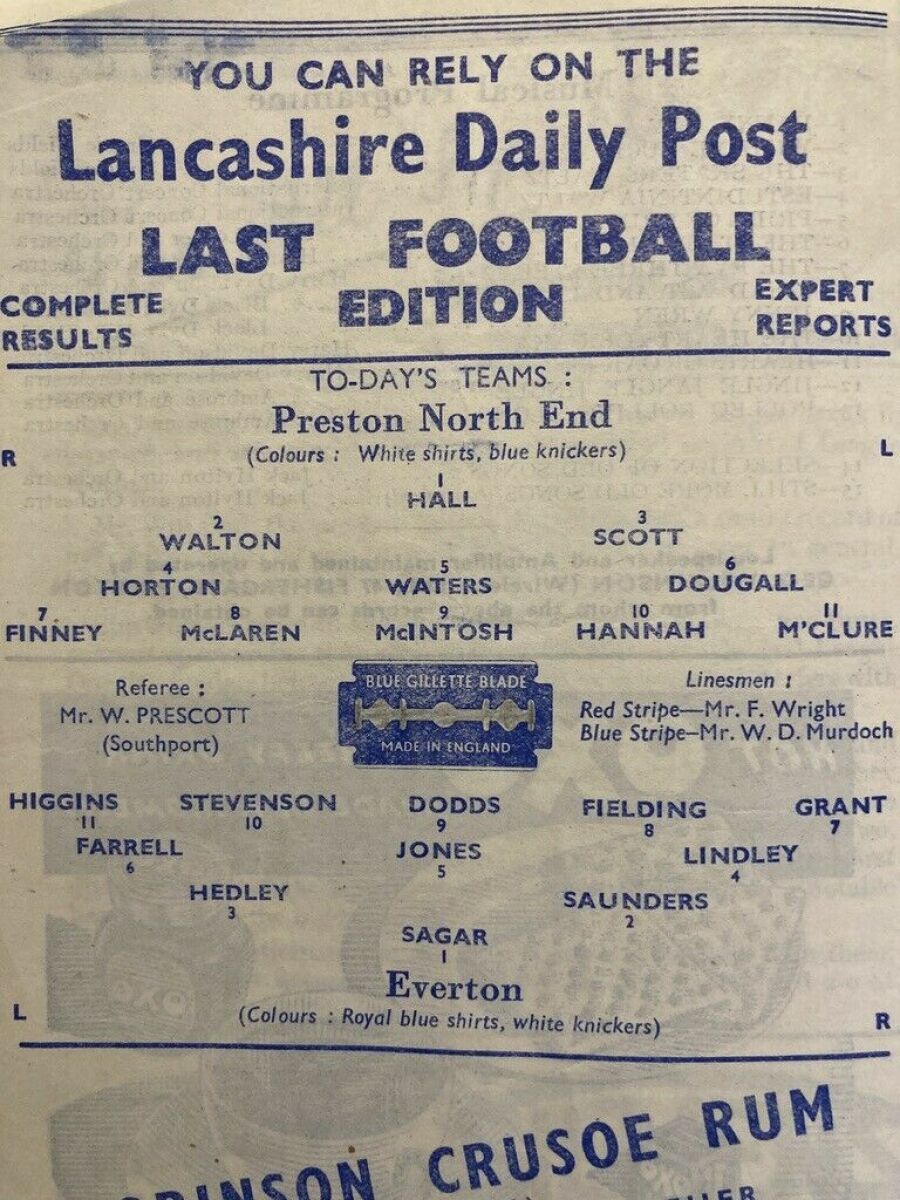 YOU CAN RELY ON THE
Lancashire Daily Post
LAST FOOTBALL
COMPLETE RESULTS
EDITION
EXPERT REPORTS
TO-DAY'S TEAMS :
Preston North End
R (Colours : White shirts, blue knickers) L
1
HALL
2 3
WALTON SCOTT
4 5 6
HORTON WATERS DOUGALL
7 8 9 10 11
FINNEY McLAREN McINTOSH HANNAH M'CLURE
Referee :
Mr. W. PRESCOTT
(Southport)
BLUE GILLETTE BLADE
MADE IN ENGLAND
Linesmen :
Red Stripe—Mr. F. Wright
Blue Stripe—Mr. W. D. Murdoch
HIGGINS STEVENSON DODDS FIELDING GRANT
11 10 9 8 7
FARRELL JONES LINDLEY
6 5 4
HEDLEY SAUNDERS
3 2
SAGAR
1
Everton
L (Colours : Royal blue shirts, white knickers) R
CRUSOE RUM